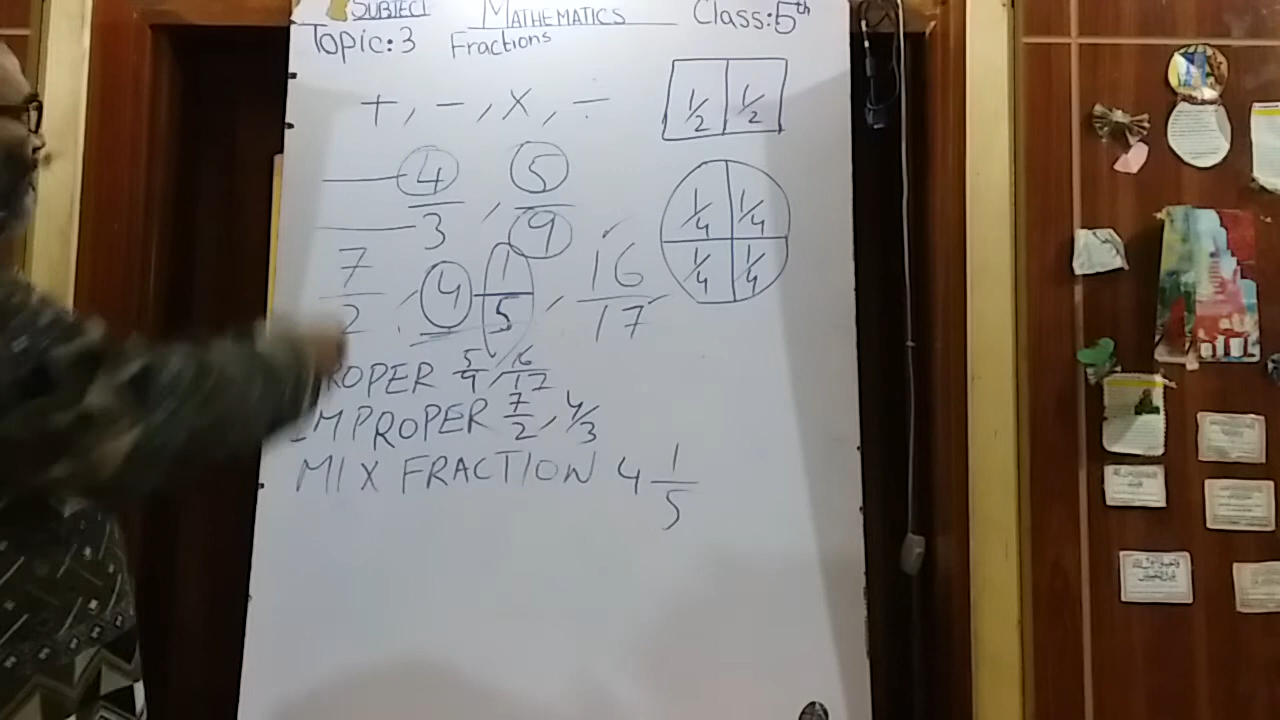 SUBJECT MATHEMATICS Class: 5th
Topic: 3 Fractions
+, -, x, ÷
1/2 1/2
4/3, 5/9
1/4 1/4
1/4 1/4
7/2, 4 1/5, 16/17
ROPER 5/9, 16/17
IMPROPER 7/2, 4/3
MIX FRACTION 4 1/5